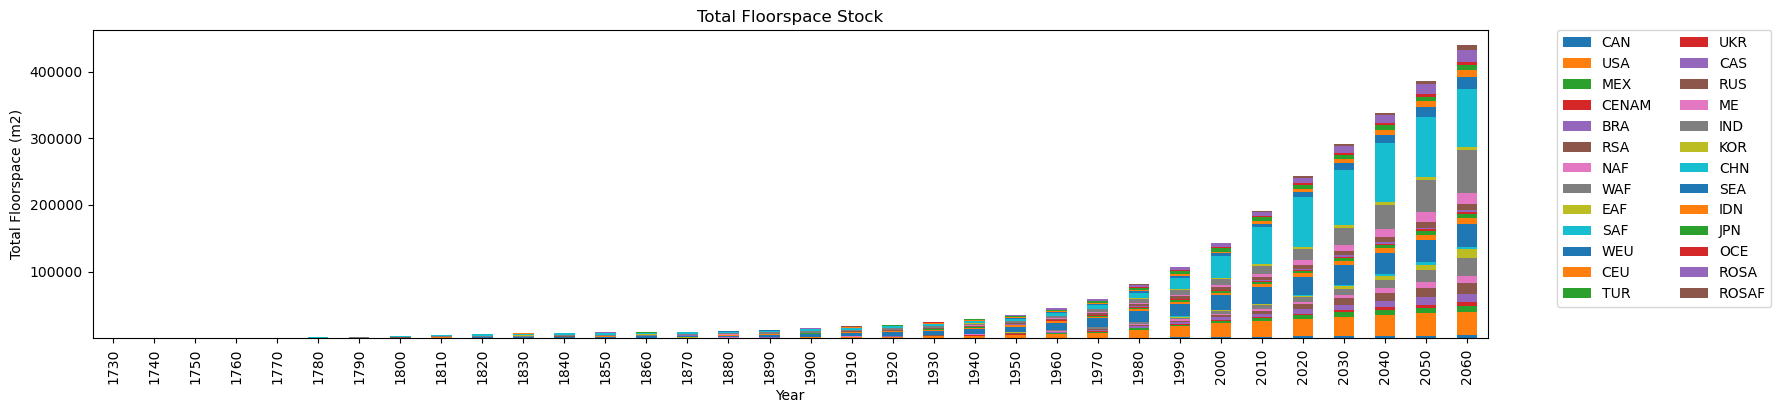 Total Floorspace Stock
Total Floorspace (m2)
400000
300000
200000
100000
1730
1740
1750
1760
1770
1780
1790
1800
1810
1820
1830
1840
1850
1860
1870
1880
1890
1900
1910
1920
1930
1940
1950
1960
1970
1980
1990
2000
2010
2020
2030
2040
2050
2060
Year
CAN
USA
MEX
CENAM
BRA
RSA
NAF
WAF
EAF
SAF
WEU
CEU
TUR
UKR
CAS
RUS
ME
IND
KOR
CHN
SEA
IDN
JPN
OCE
ROSA
ROSAF